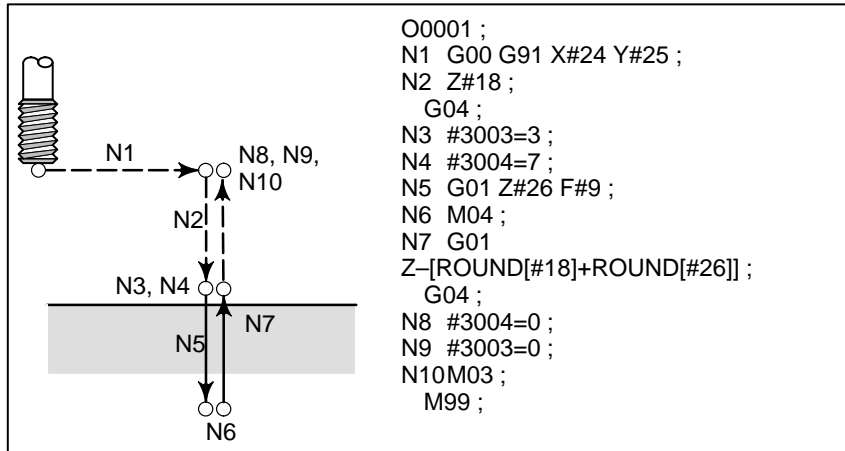 O0001 ;
N1 G00 G91 X#24 Y#25 ;
N2 Z#18 ;
G04 ;
N3 #3003=3 ;
N4 #3004=7 ;
N5 G01 Z#26 F#9 ;
N6 M04 ;
N7 G01
Z–[ROUND[#18]+ROUND[#26]] ;
G04 ;
N8 #3004=0 ;
N9 #3003=0 ;
N10M03 ;
M99 ;
N1
N8, N9,
N10
N2
N3, N4
N7
N5
N6